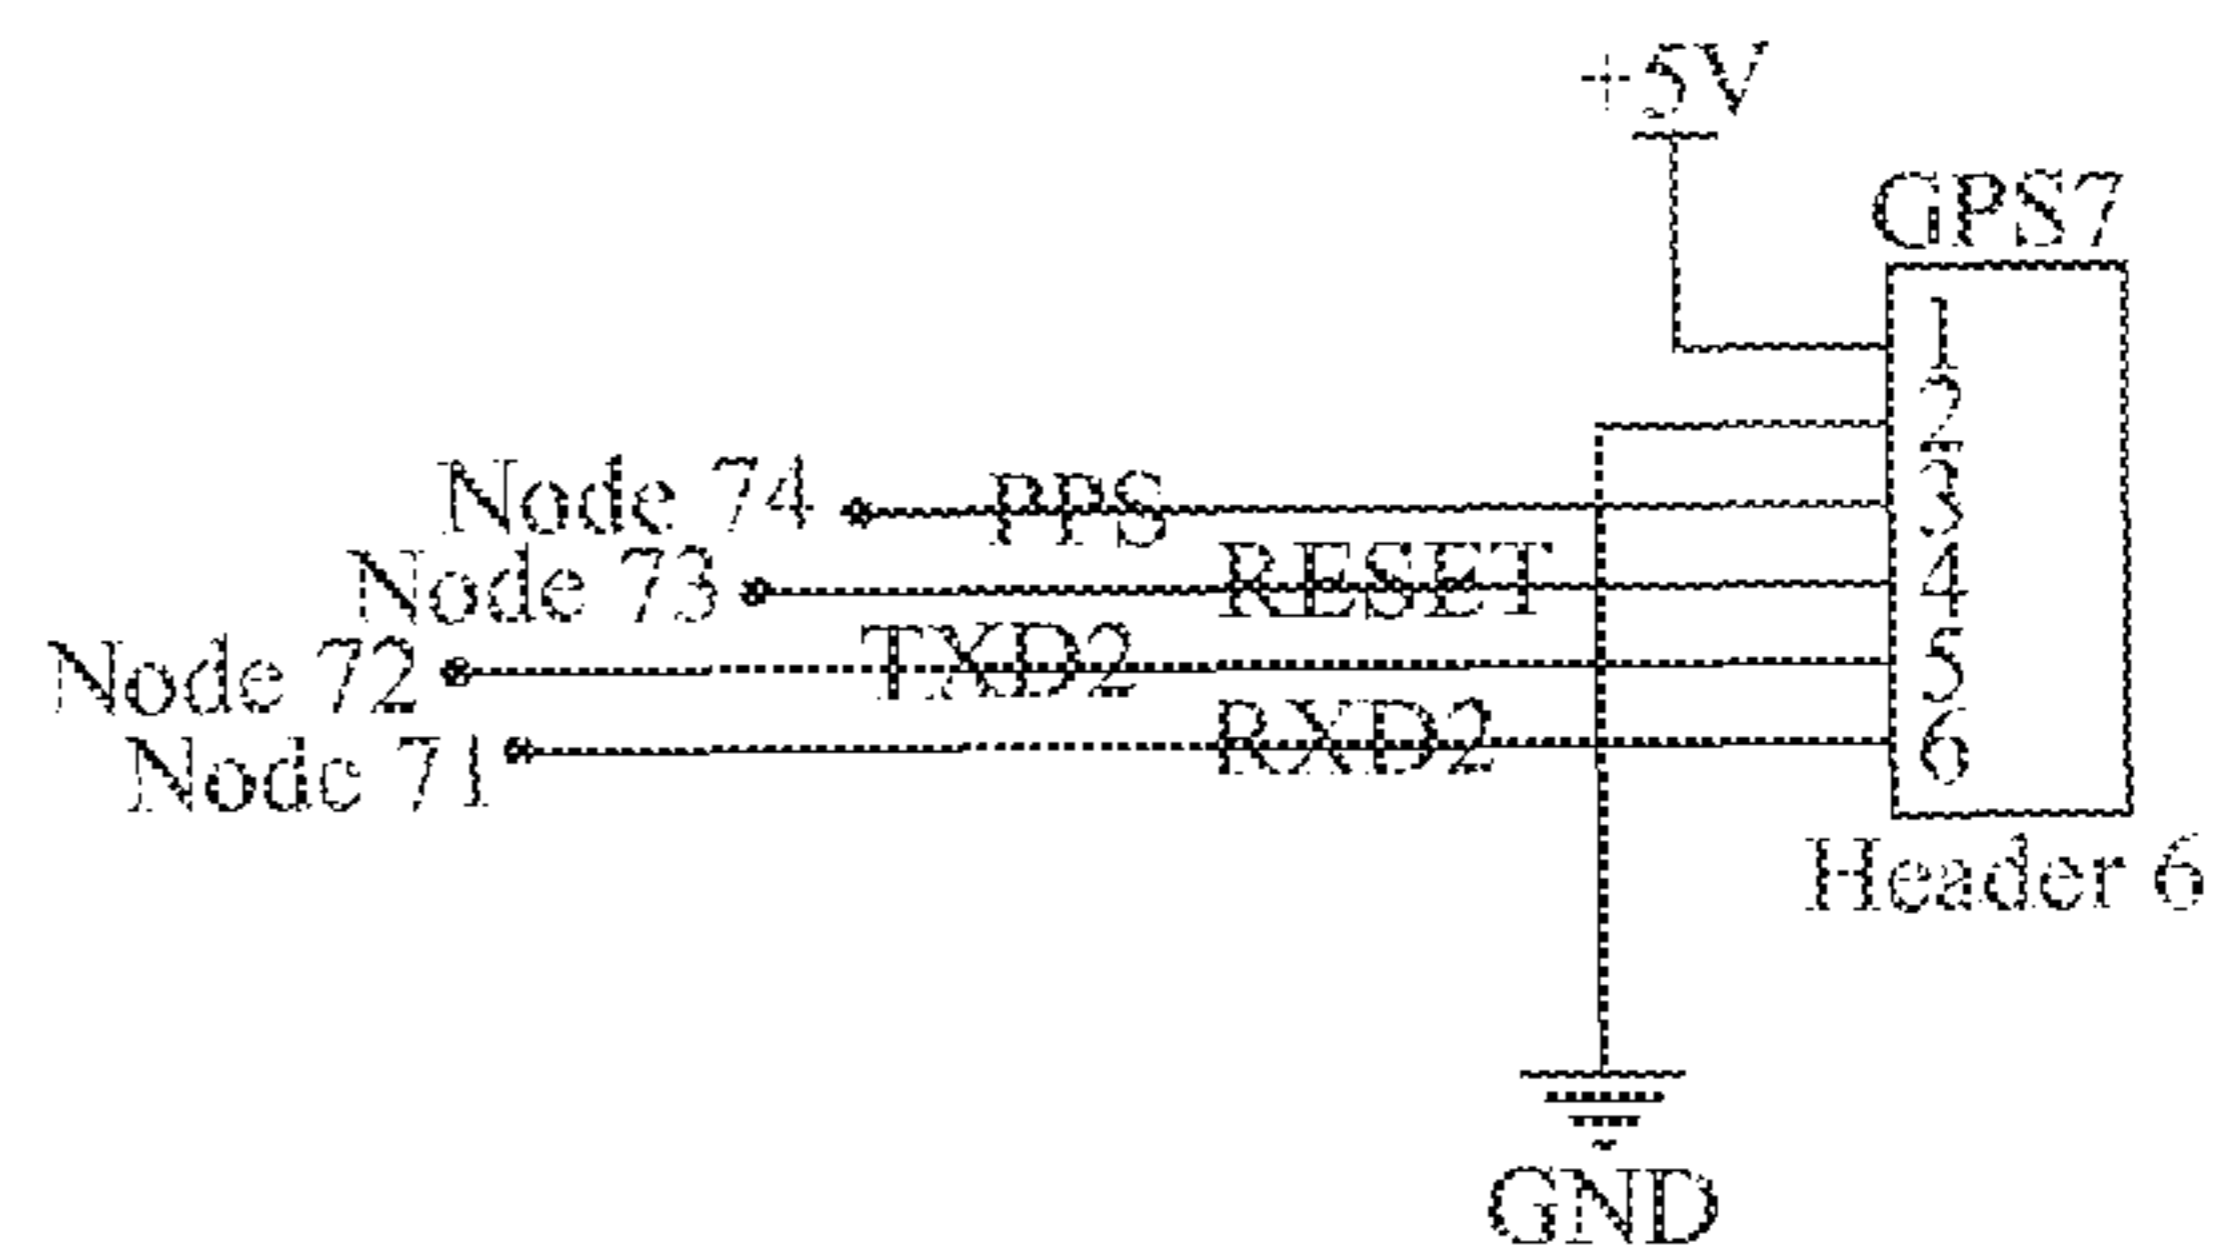 +5V
GPS7
1
2
Node 74 PPS 3
Node 73 RESET 4
Node 72 TXD2 5
Node 71 RXD2 6
Header 6
GND